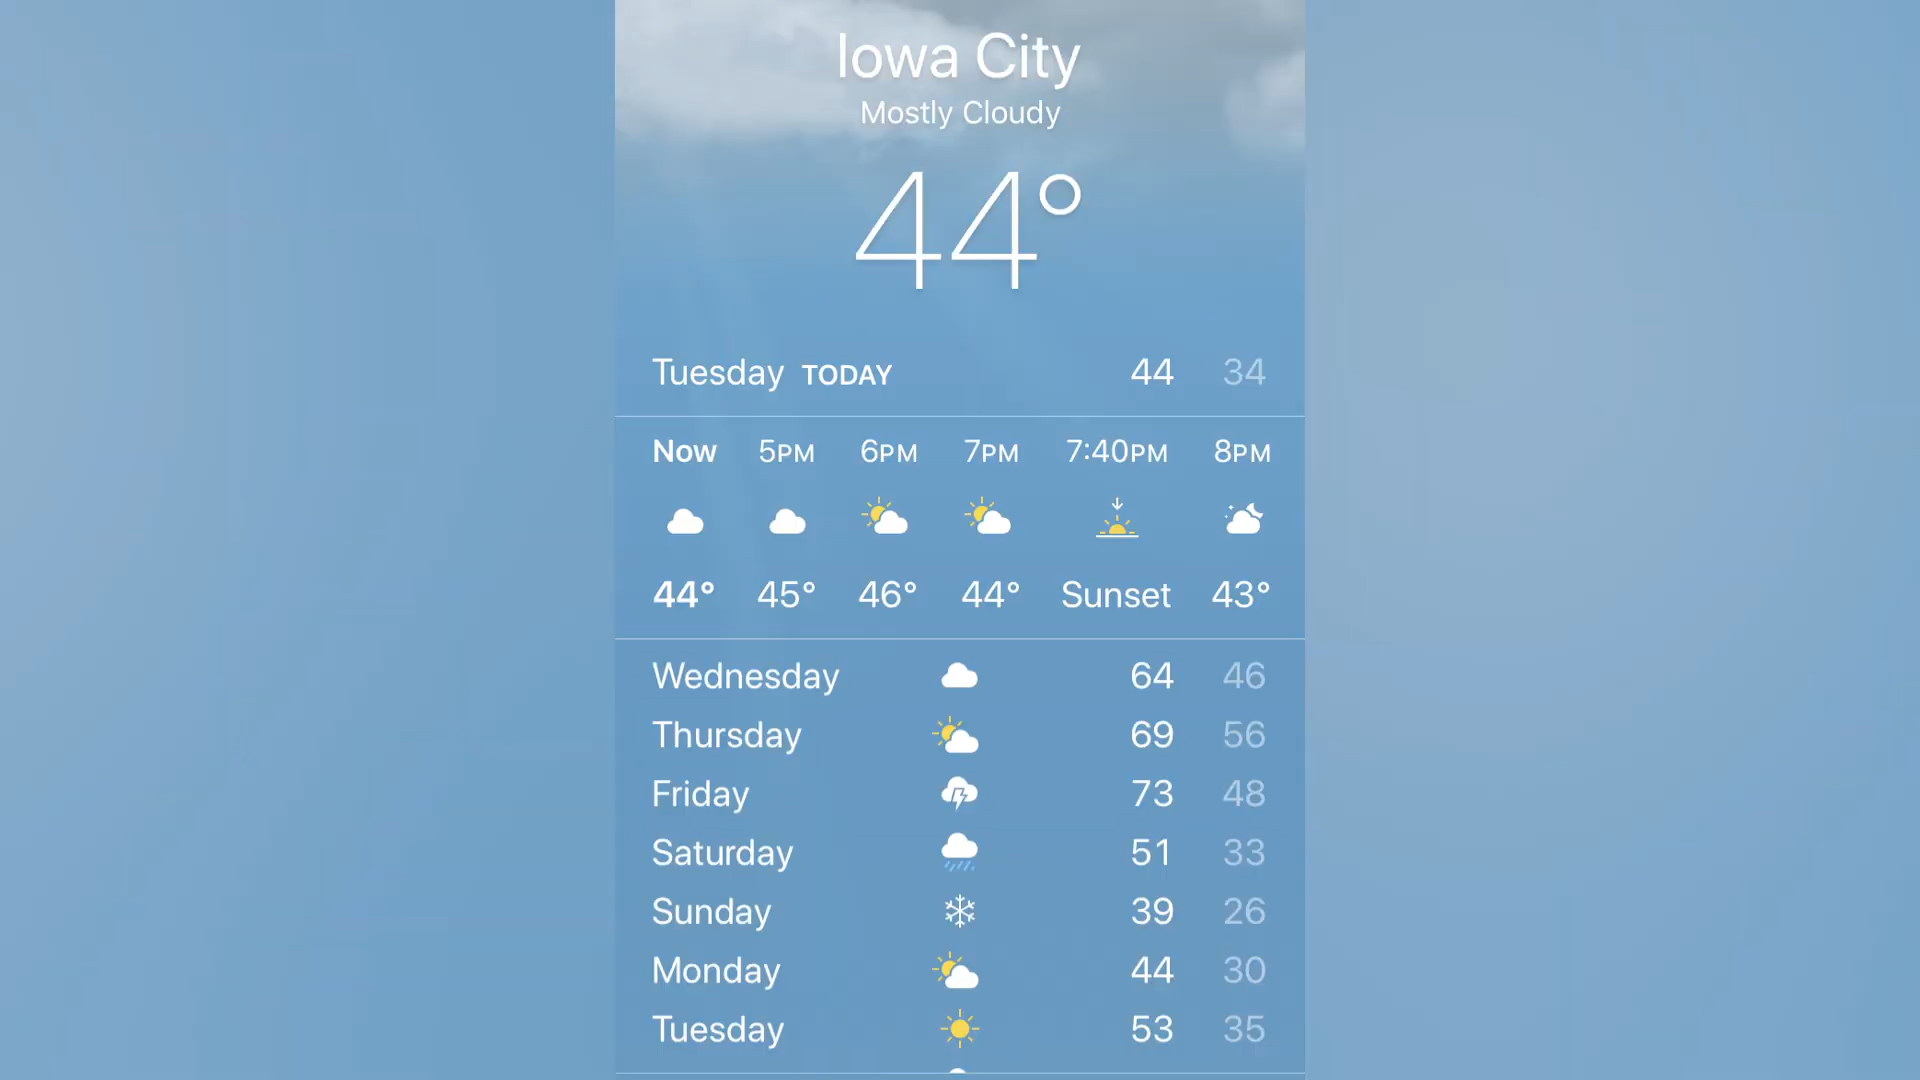 Iowa City
Mostly Cloudy
44°
Tuesday TODAY 44 34
Now 5PM 6PM 7PM 7:40PM 8PM
44° 45° 46° 44° Sunset 43°
Wednesday 64 46
Thursday 69 56
Friday 73 48
Saturday 51 33
Sunday 39 26
Monday 44 30
Tuesday 53 35